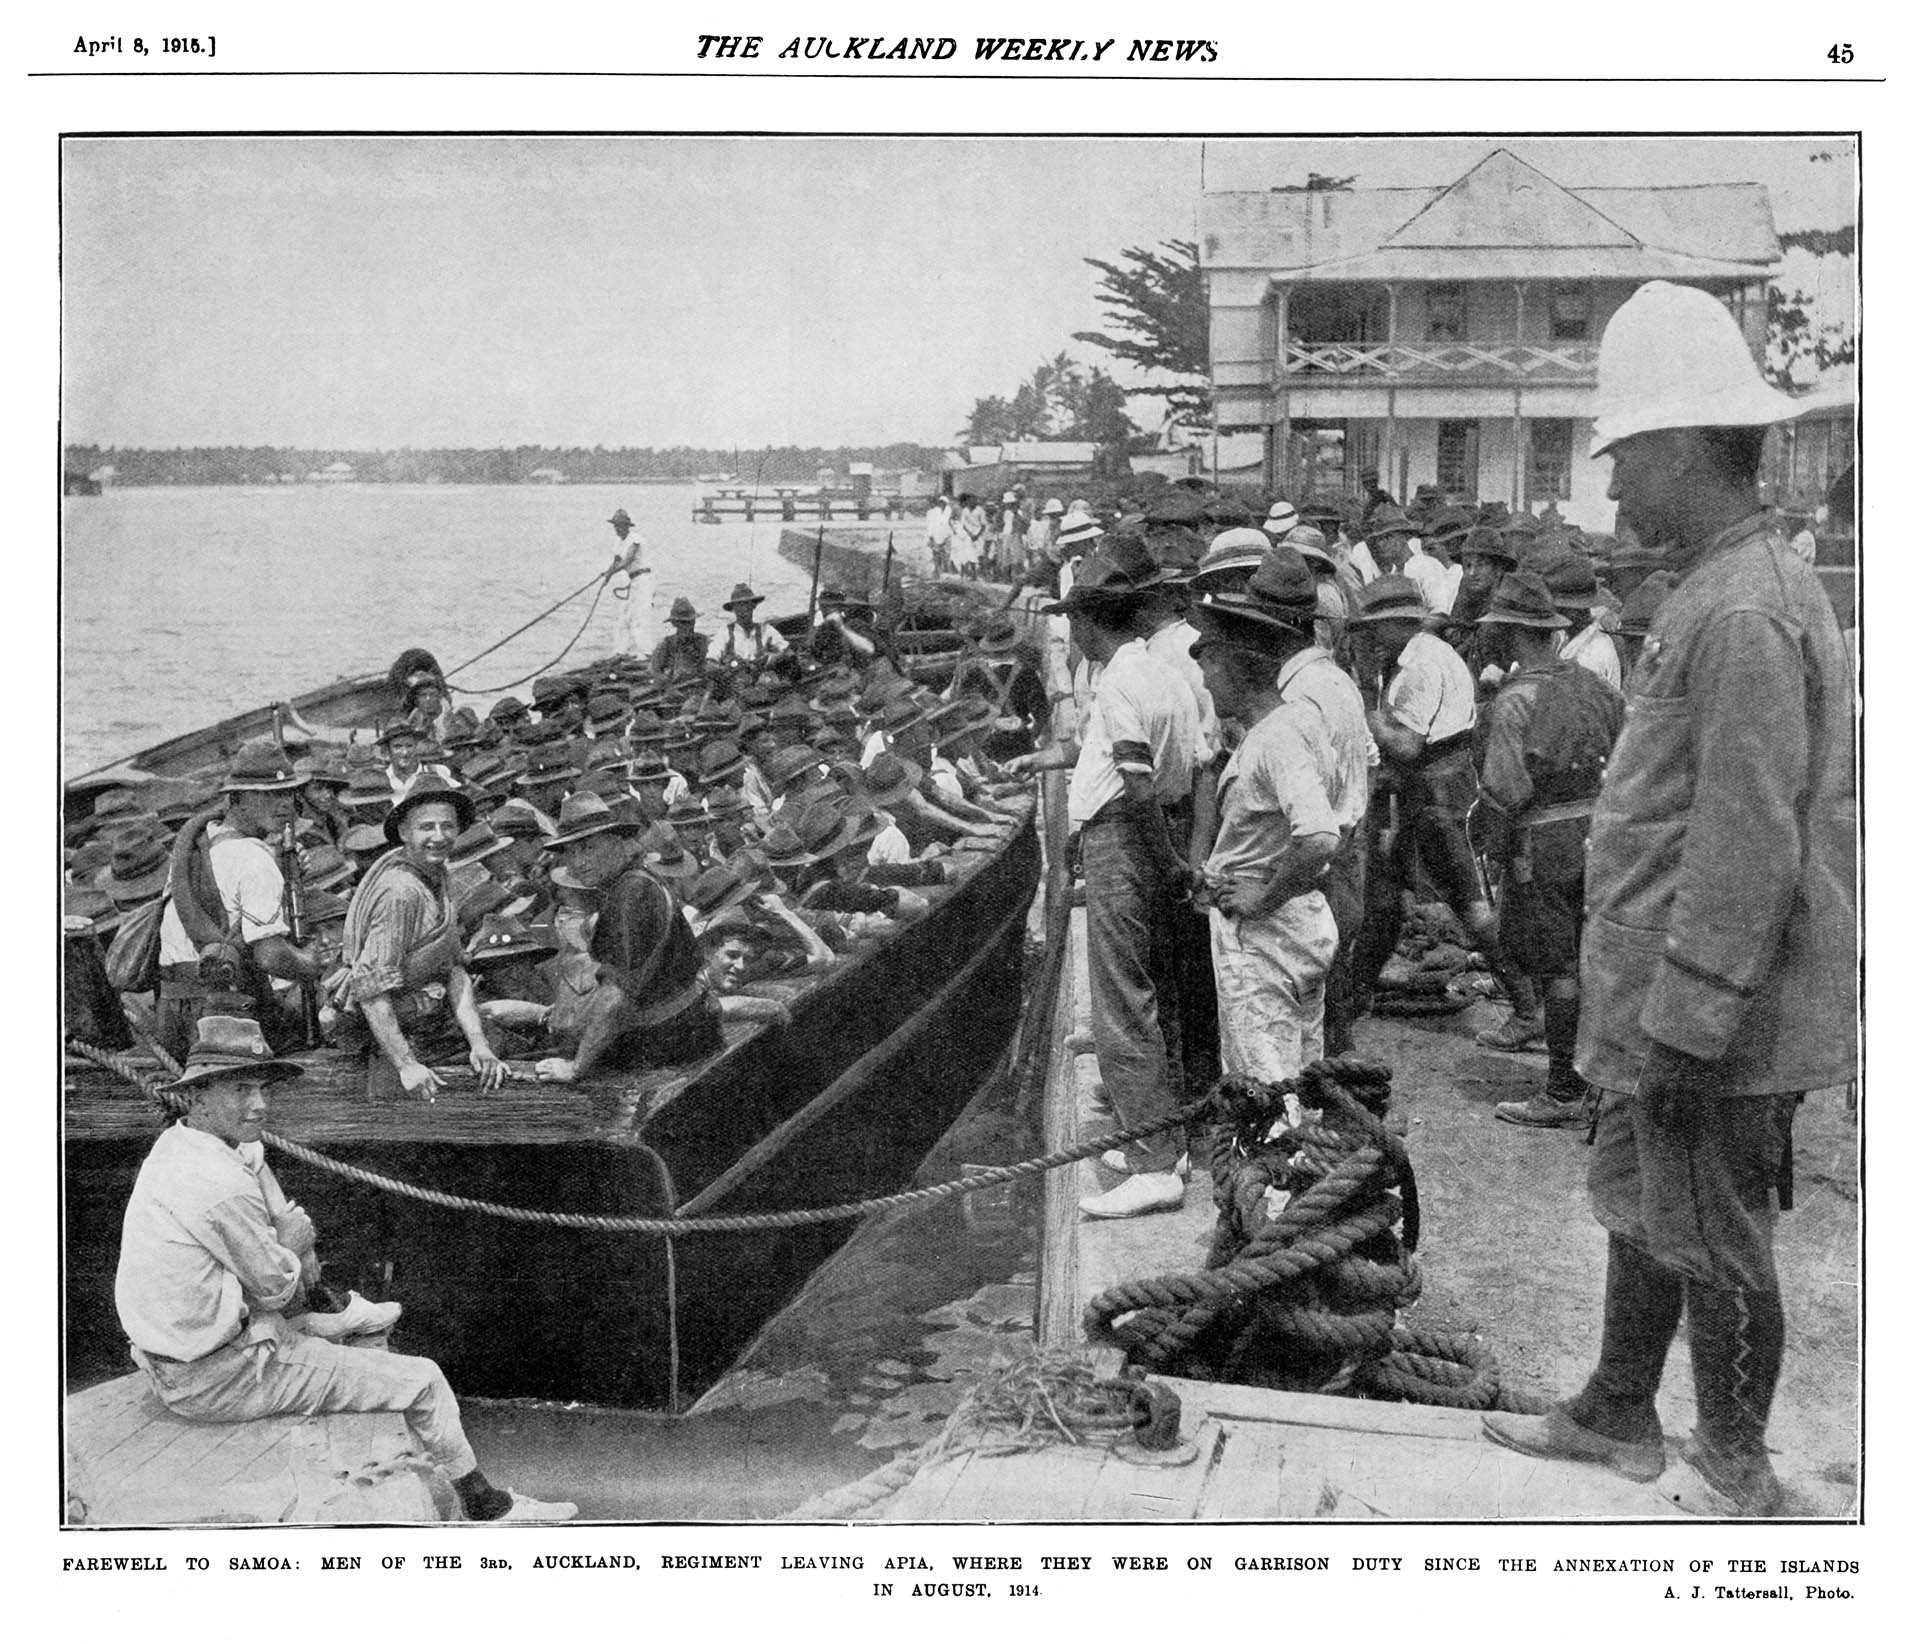 April 8, 1915.]
THE AUCKLAND WEEKLY NEWS
45
FAREWELL TO SAMOA: MEN OF THE 3RD, AUCKLAND, REGIMENT LEAVING APIA, WHERE THEY WERE ON GARRISON DUTY SINCE THE ANNEXATION OF THE ISLANDS
IN AUGUST, 1914.
A. J. Tattersall, Photo.